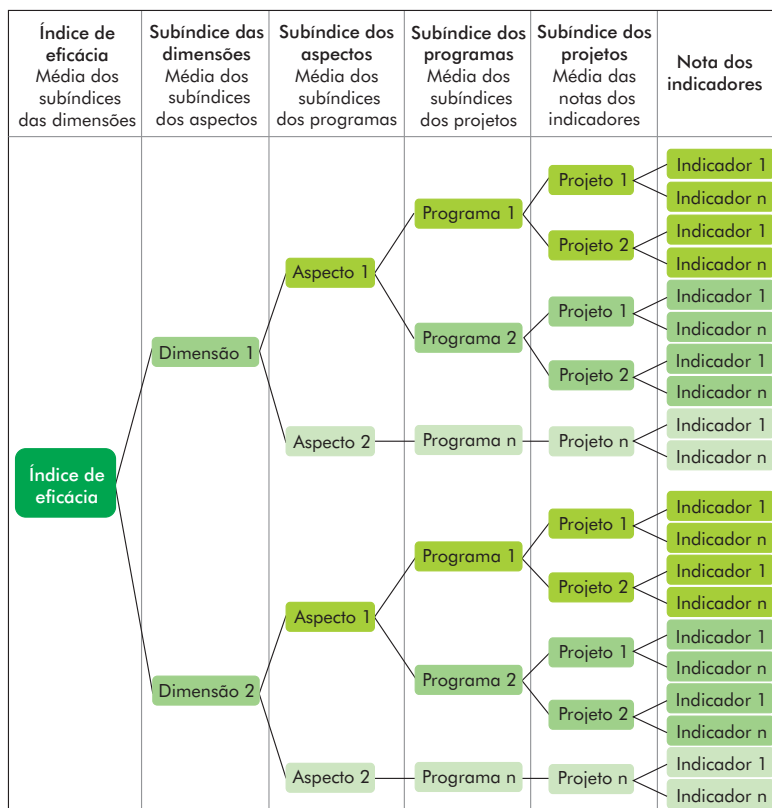 Índice de
eficácia
Média dos
subíndices
das dimensões
Subíndice das
dimensões
Média dos
subíndices
dos aspectos
Subíndice dos
aspectos
Média dos
subíndices
dos programas
Subíndice dos
programas
Média dos
subíndices
dos projetos
Subíndice dos
projetos
Média das
notas dos
indicadores
Nota dos
indicadores
Índice de
eficácia
Dimensão 1
Aspecto 1
Programa 1
Projeto 1
Indicador 1
Indicador n
Projeto 2
Indicador 1
Indicador n
Programa 2
Projeto 1
Indicador 1
Indicador n
Projeto 2
Indicador 1
Indicador n
Aspecto 2
Programa n
Projeto n
Indicador 1
Indicador n
Dimensão 2
Aspecto 1
Programa 1
Projeto 1
Indicador 1
Indicador n
Projeto 2
Indicador 1
Indicador n
Programa 2
Projeto 1
Indicador 1
Indicador n
Projeto 2
Indicador 1
Indicador n
Aspecto 2
Programa n
Projeto n
Indicador 1
Indicador n